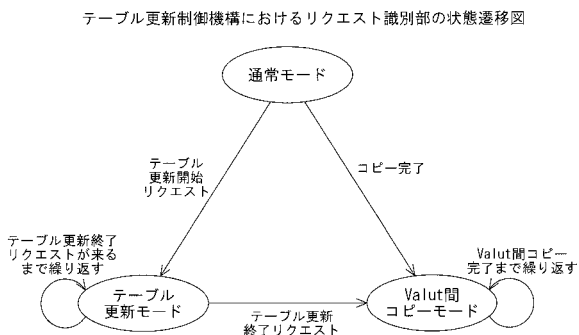 テーブル更新制御機構におけるリクエスト識別部の状態遷移図
通常モード
テーブル
更新開始
リクエスト
コピー完了
テーブル更新終了
リクエストが来る
まで繰り返す
Valut間コピー
完了まで繰り返す
テーブル
更新モード
テーブル更新
終了リクエスト
Valut間
コピーモード